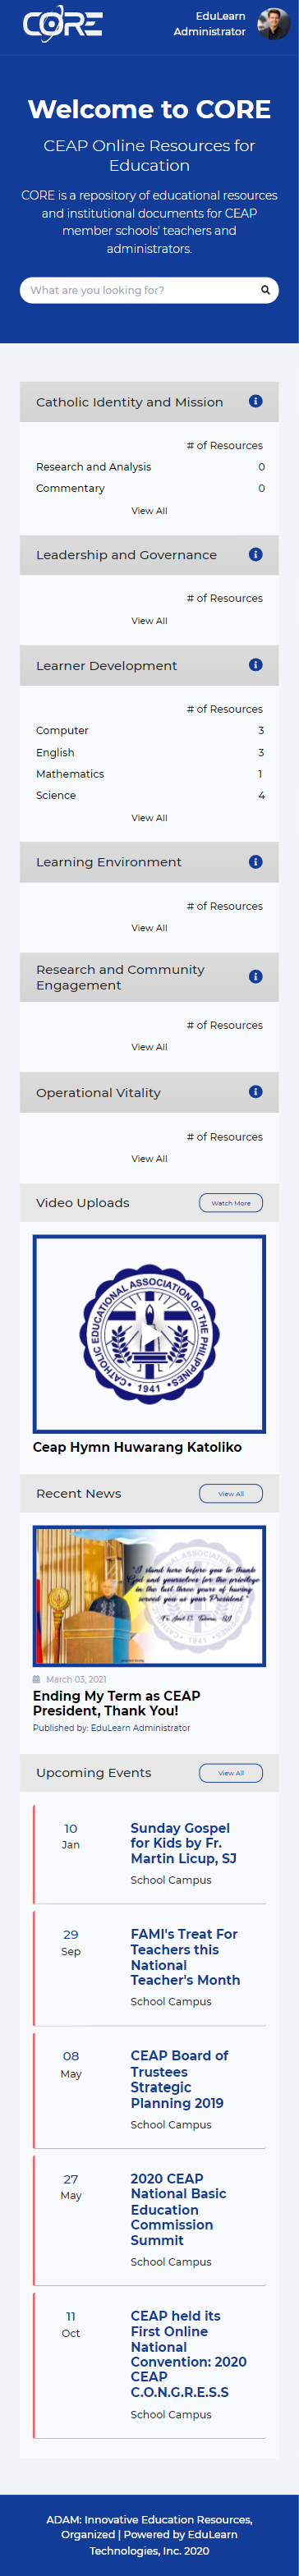 CORE
EduLearn
Administrator
Welcome to CORE
CEAP Online Resources for
Education
CORE is a repository of educational resources
and institutional documents for CEAP
member schools' teachers and
administrators.
What are you looking for?
Catholic Identity and Mission
# of Resources
Research and Analysis 0
Commentary 0
View All
Leadership and Governance
# of Resources
View All
Learner Development
# of Resources
Computer 3
English 3
Mathematics 1
Science 4
View All
Learning Environment
# of Resources
View All
Research and Community
Engagement
# of Resources
View All
Operational Vitality
# of Resources
View All
Video Uploads Watch More
CATHOLIC EDUCATIONAL ASSOCIATION OF THE PHILIPPINES
• 1941 •
Ceap Hymn Huwarang Katoliko
Recent News View All
"I stand here before you to thank
God and yourselves for the privilege
in the last three years of having
served you as your President"
March 03, 2021
Ending My Term as CEAP
President, Thank You!
Published by: EduLearn Administrator
Upcoming Events View All
10
Jan
Sunday Gospel
for Kids by Fr.
Martin Licup, SJ
School Campus
29
Sep
FAMI's Treat For
Teachers this
National
Teacher's Month
School Campus
08
May
CEAP Board of
Trustees
Strategic
Planning 2019
School Campus
27
May
2020 CEAP
National Basic
Education
Commission
Summit
School Campus
11
Oct
CEAP held its
First Online
National
Convention: 2020
CEAP
C.O.N.G.R.E.S.S
School Campus
ADAM: Innovative Education Resources,
Organized | Powered by EduLearn
Technologies, Inc. 2020